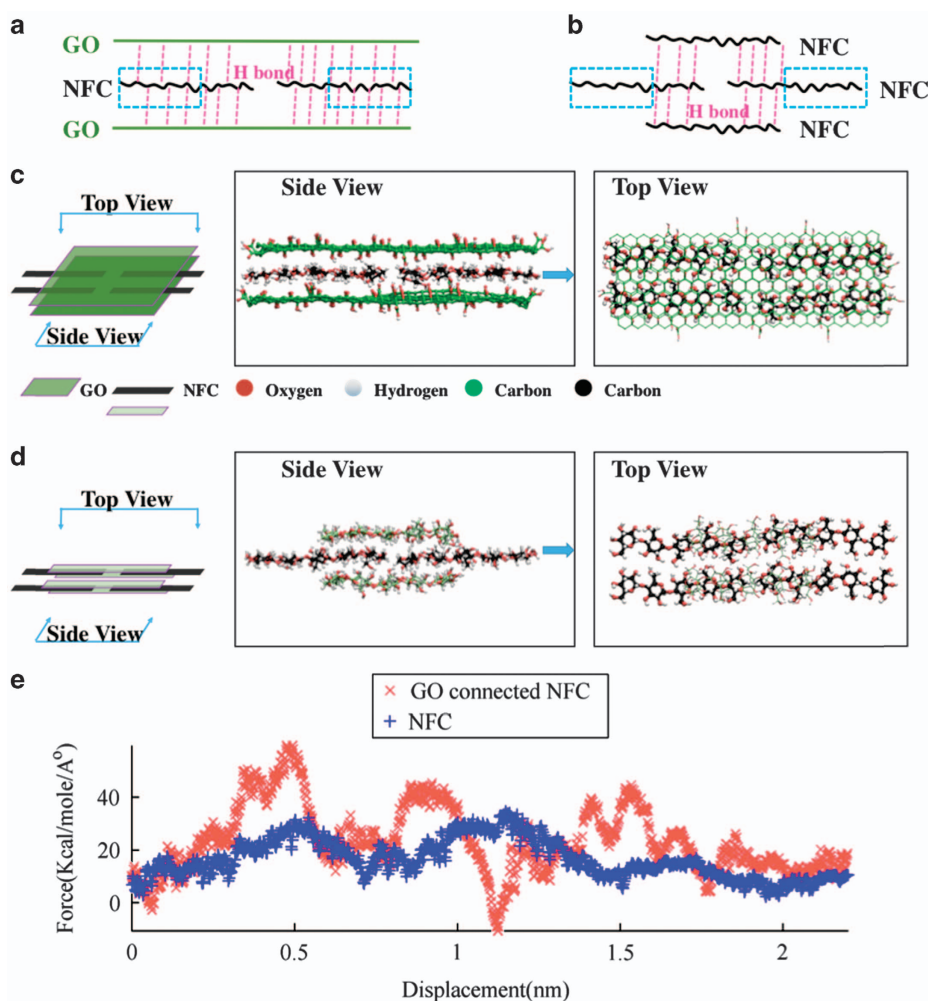 a
GO
NFC
H bond
GO
b
NFC
NFC
H bond
NFC
c
Top View
Side View
Side View
Top View
GO NFC Oxygen Hydrogen Carbon Carbon
d
Top View
Side View
Side View
Top View
e
GO connected NFC
NFC
Force(Kcal/mole/A°)
40
20
0
0 0.5 1 1.5 2
Displacement(nm)